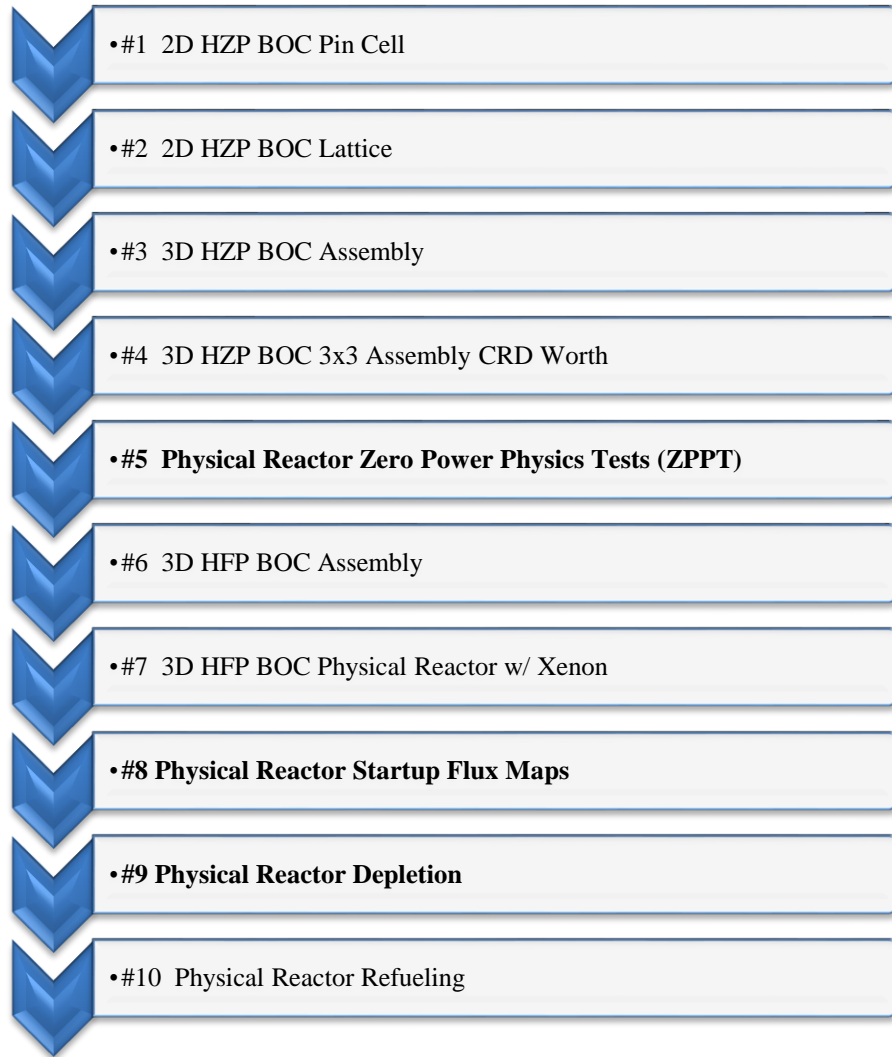 •#1 2D HZP BOC Pin Cell
•#2 2D HZP BOC Lattice
•#3 3D HZP BOC Assembly
•#4 3D HZP BOC 3x3 Assembly CRD Worth
•#5 Physical Reactor Zero Power Physics Tests (ZPPT)
•#6 3D HFP BOC Assembly
•#7 3D HFP BOC Physical Reactor w/ Xenon
•#8 Physical Reactor Startup Flux Maps
•#9 Physical Reactor Depletion
•#10 Physical Reactor Refueling